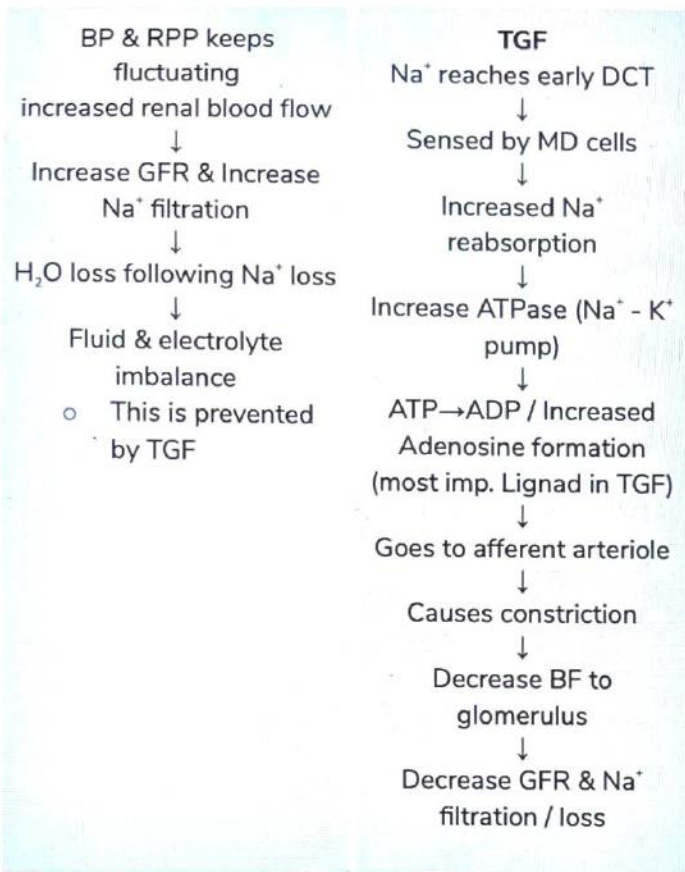 BP & RPP keeps
fluctuating
increased renal blood flow
↓
Increase GFR & Increase
Na⁺ filtration
↓
H₂O loss following Na⁺ loss
↓
Fluid & electrolyte
imbalance
○ This is prevented
by TGF
TGF
Na⁺ reaches early DCT
↓
Sensed by MD cells
↓
Increased Na⁺
reabsorption
↓
Increase ATPase (Na⁺ - K⁺
pump)
↓
ATP→ADP / Increased
Adenosine formation
(most imp. Lignad in TGF)
↓
Goes to afferent arteriole
↓
Causes constriction
↓
Decrease BF to
glomerulus
↓
Decrease GFR & Na⁺
filtration / loss